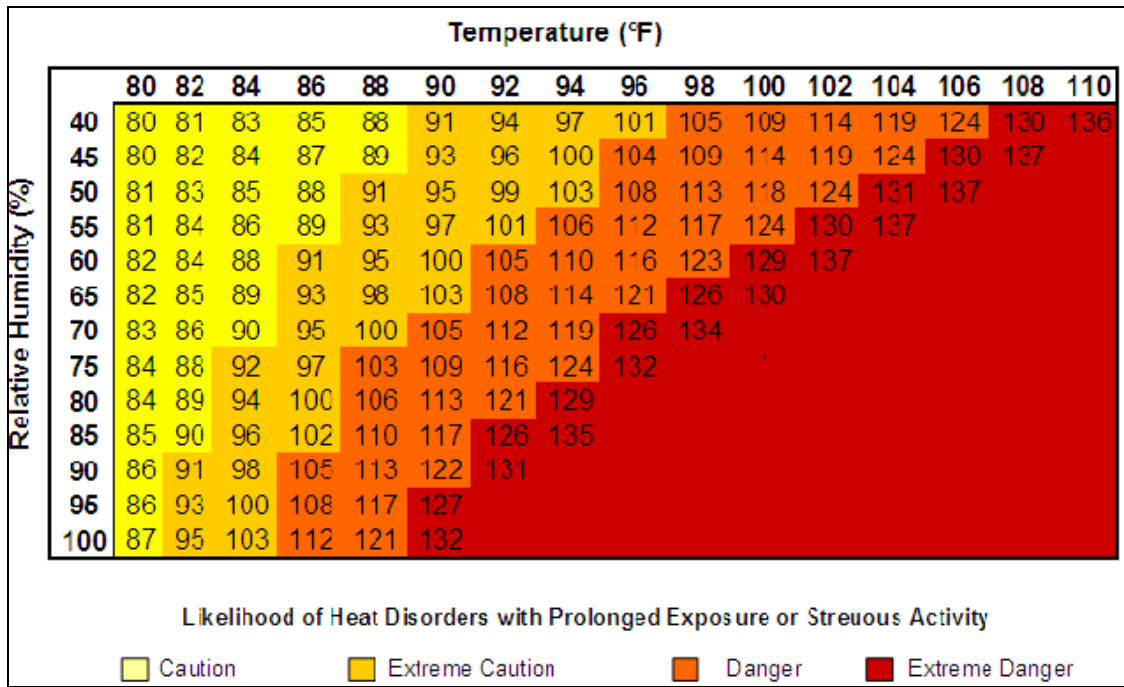 Temperature (°F)
80 82 84 86 88 90 92 94 96 98 100 102 104 106 108 110
Relative Humidity (%)
40 80 81 83 85 88 91 94 97 101 105 109 114 119 124 130 136
45 80 82 84 87 89 93 96 100 104 109 114 119 124 130 137
50 81 83 85 88 91 95 99 103 108 113 118 124 131 137
55 81 84 86 89 93 97 101 106 112 117 124 130 137
60 82 84 88 91 95 100 105 110 116 123 129 137
65 82 85 89 93 98 103 108 114 121 126 130
70 83 86 90 95 100 105 112 119 126 134
75 84 88 92 97 103 109 116 124 132
80 84 89 94 100 106 113 121 129
85 85 90 96 102 110 117 126 135
90 86 91 98 105 113 122 131
95 86 93 100 108 117 127
100 87 95 103 112 121 132
Likelihood of Heat Disorders with Prolonged Exposure or Streuous Activity
Caution Extreme Caution Danger Extreme Danger